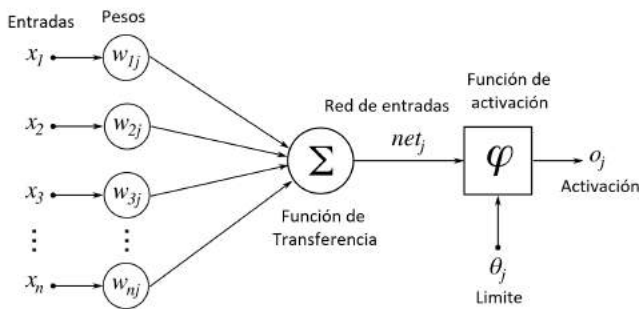 Entradas
Pesos
x1
w1j
x2
w2j
x3
w3j
⋮
⋮
xn
wnj
Σ
Función de
Transferencia
Red de entradas
netj
Función de
activación
φ
oj
Activación
θj
Limite